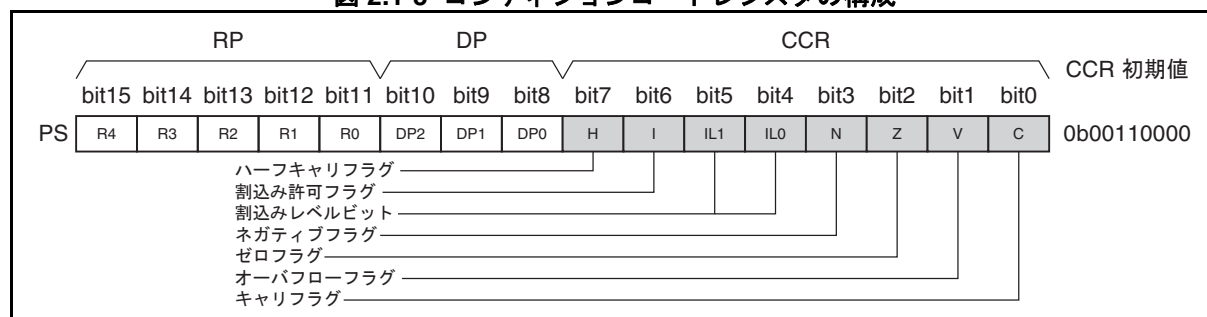 図 2.1-3 コンディションコードレジスタの構成
RP DP CCR
CCR 初期値
bit15 bit14 bit13 bit12 bit11 bit10 bit9 bit8 bit7 bit6 bit5 bit4 bit3 bit2 bit1 bit0
PS R4 R3 R2 R1 R0 DP2 DP1 DP0 H I IL1 IL0 N Z V C 0b00110000
ハーフキャリフラグ
割込み許可フラグ
割込みレベルビット
ネガティブフラグ
ゼロフラグ
オーバフローフラグ
キャリフラグ